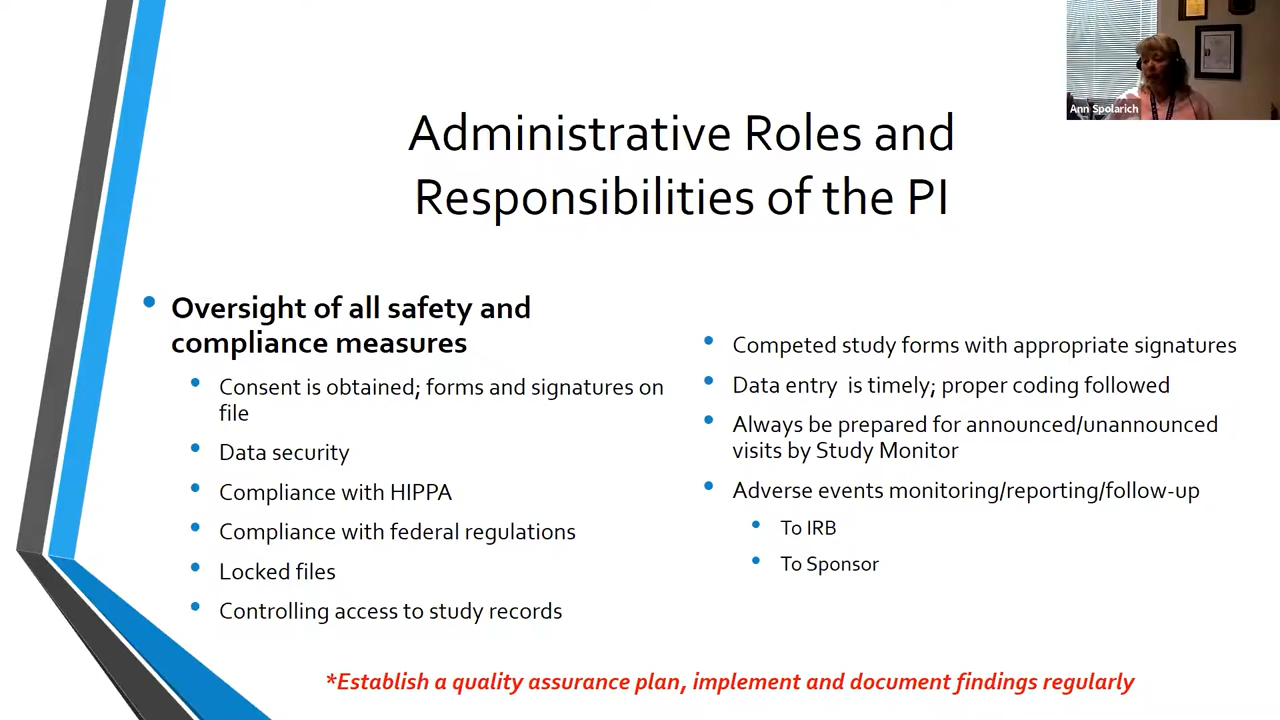 Ann Spolarich
Administrative Roles and
Responsibilities of the PI
• Oversight of all safety and
compliance measures
• Consent is obtained; forms and signatures on
file
• Data security
• Compliance with HIPPA
• Compliance with federal regulations
• Locked files
• Controlling access to study records
• Competed study forms with appropriate signatures
• Data entry is timely; proper coding followed
• Always be prepared for announced/unannounced
visits by Study Monitor
• Adverse events monitoring/reporting/follow-up
• To IRB
• To Sponsor
*Establish a quality assurance plan, implement and document findings regularly